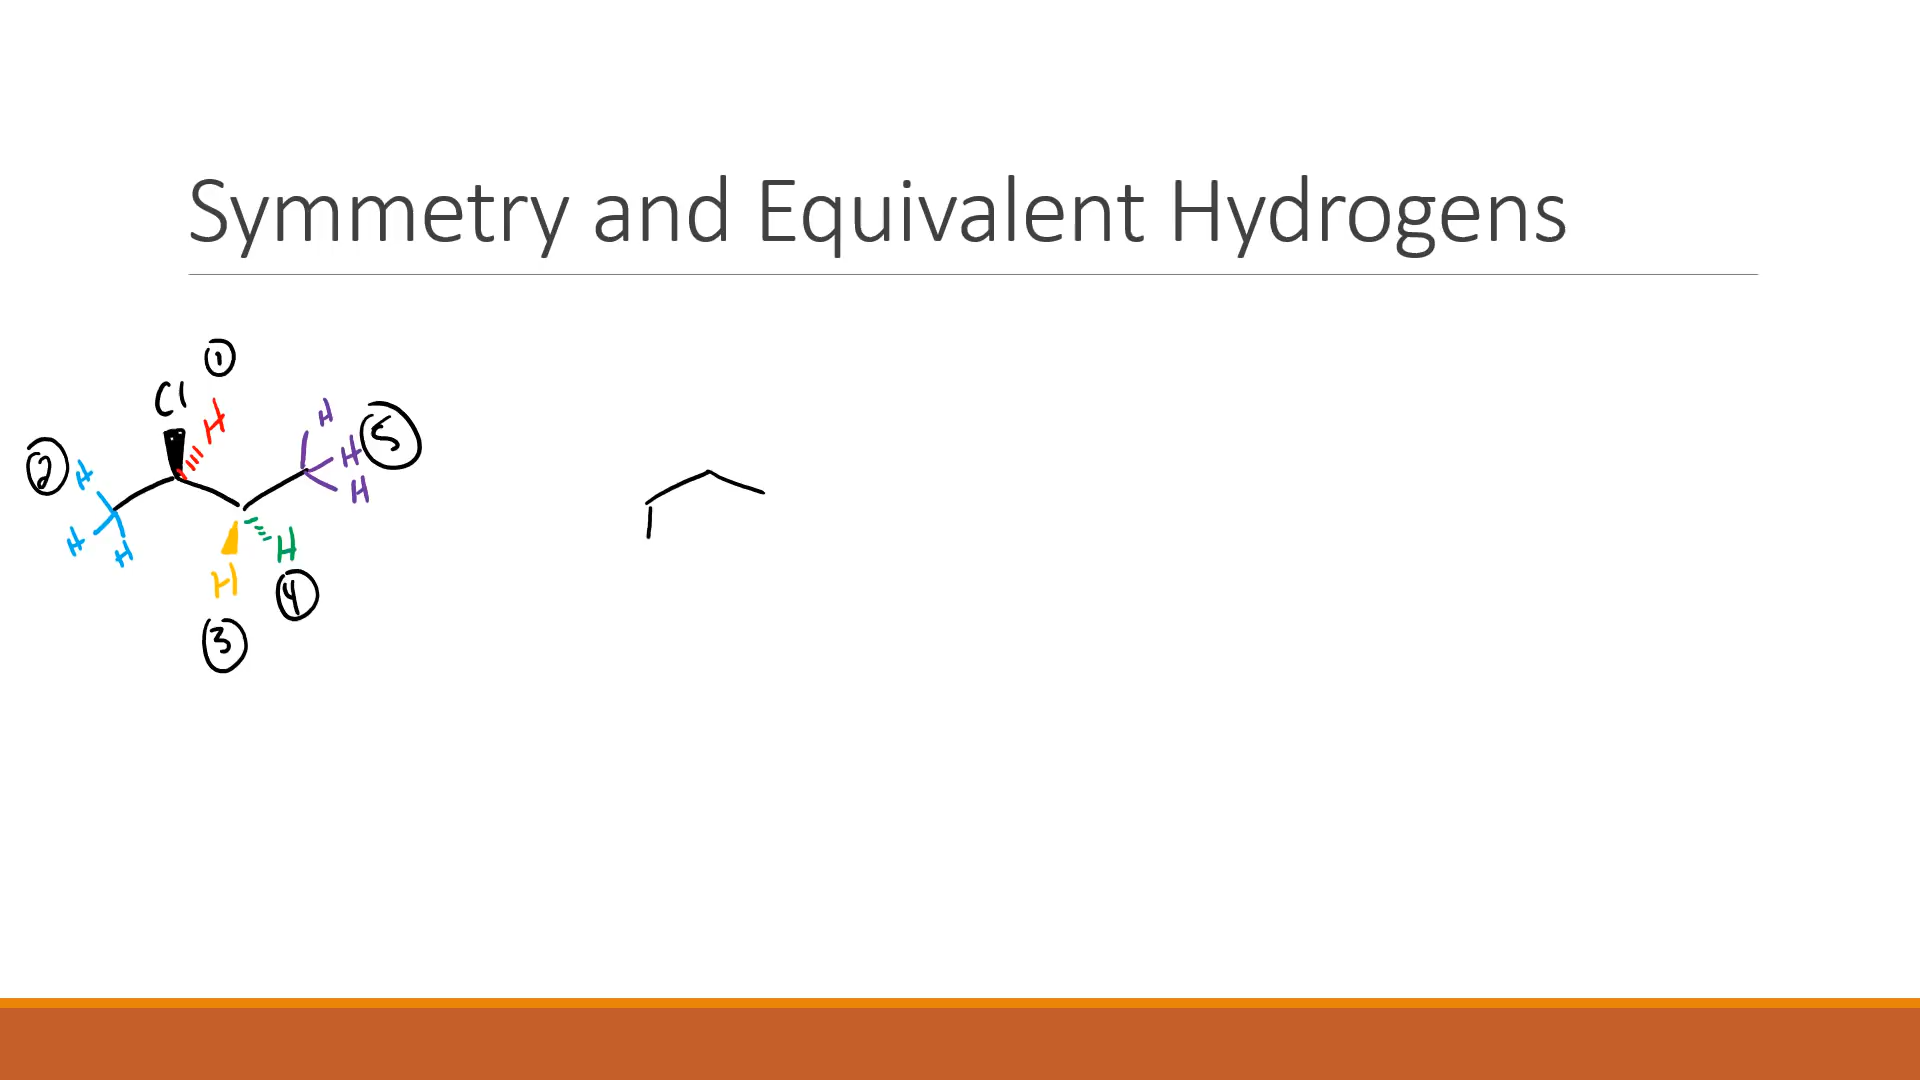 Symmetry and Equivalent Hydrogens
①
Cl
H
H
⑤
②
H
H
H
H
H
H
H
④
③